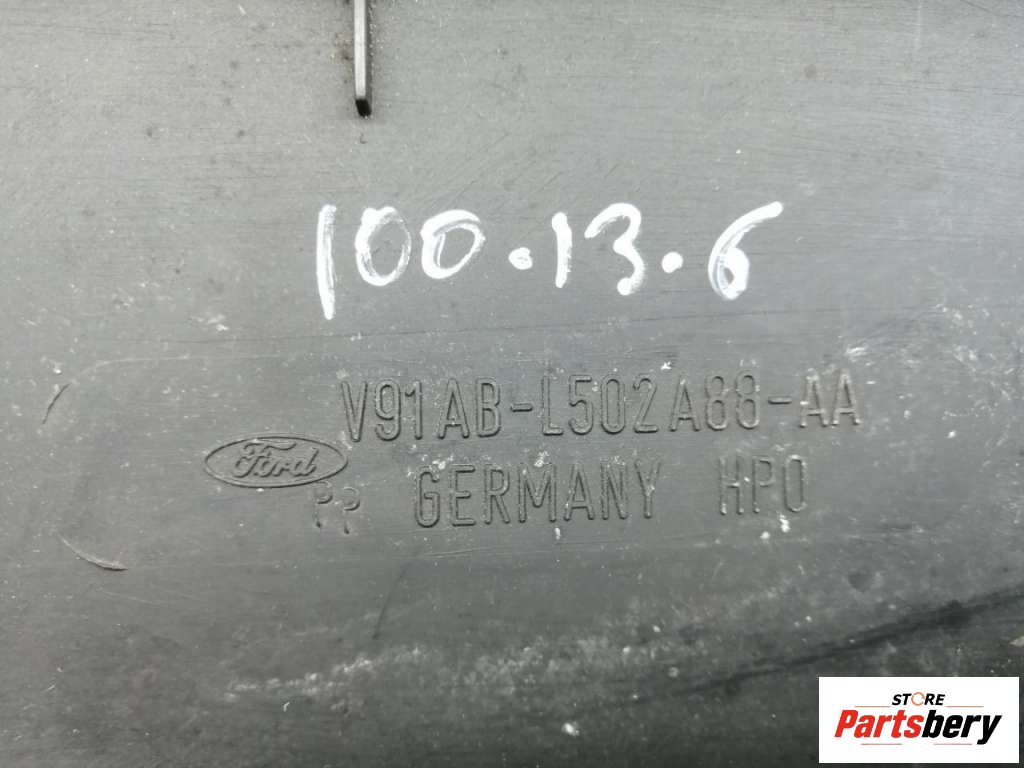 100.13.6
V91AB-L502A88-AA
Ford
PP GERMANY HPO
STORE
Partsbery